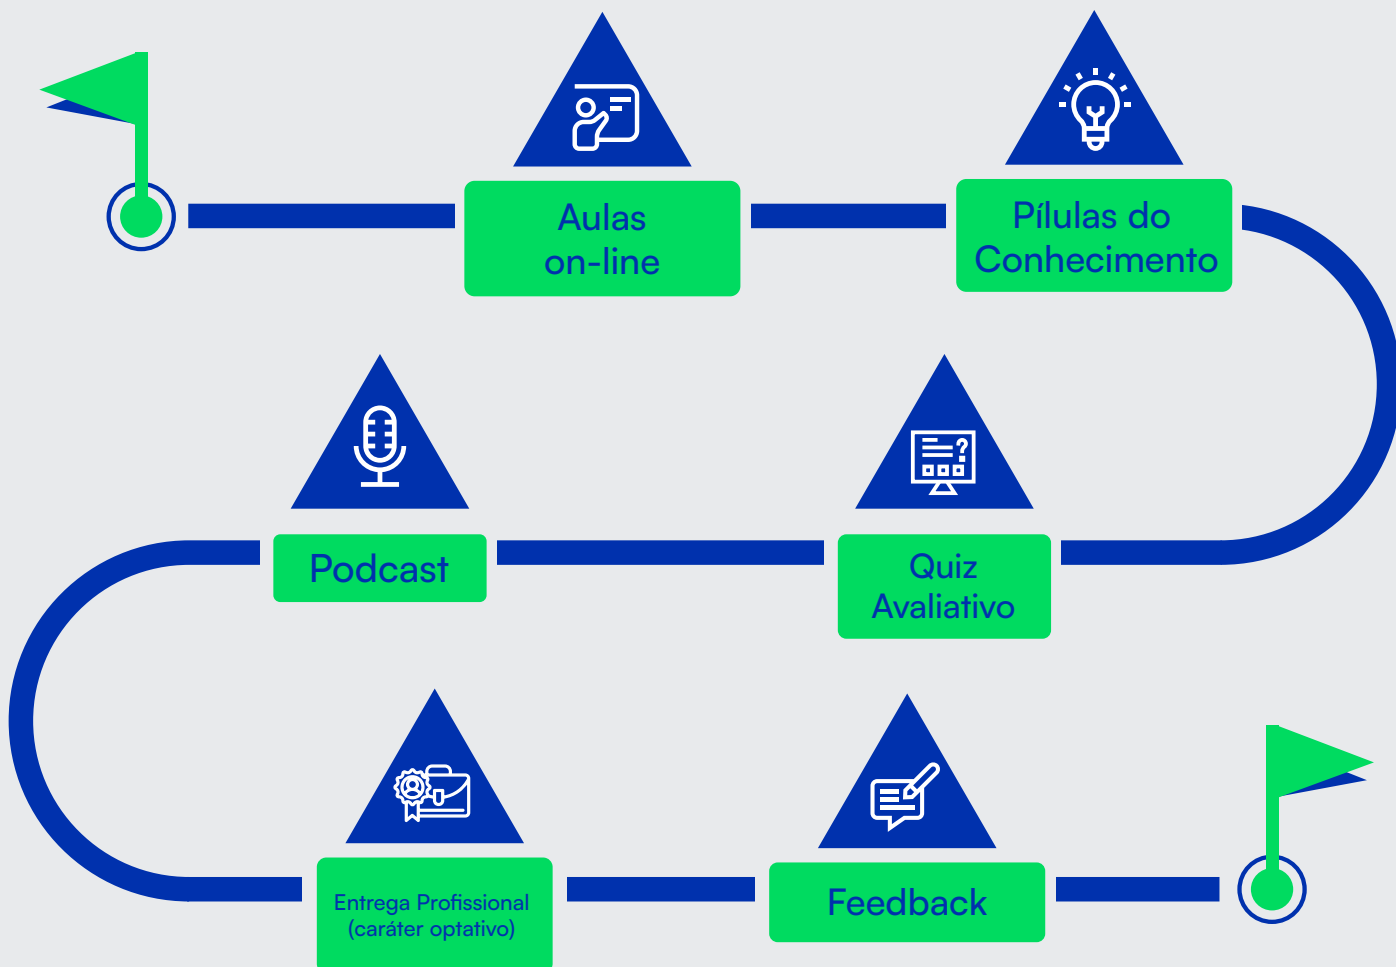 Aulas
on-line
Pílulas do
Conhecimento
Podcast
Quiz
Avaliativo
Entrega Profissional
(caráter optativo)
Feedback